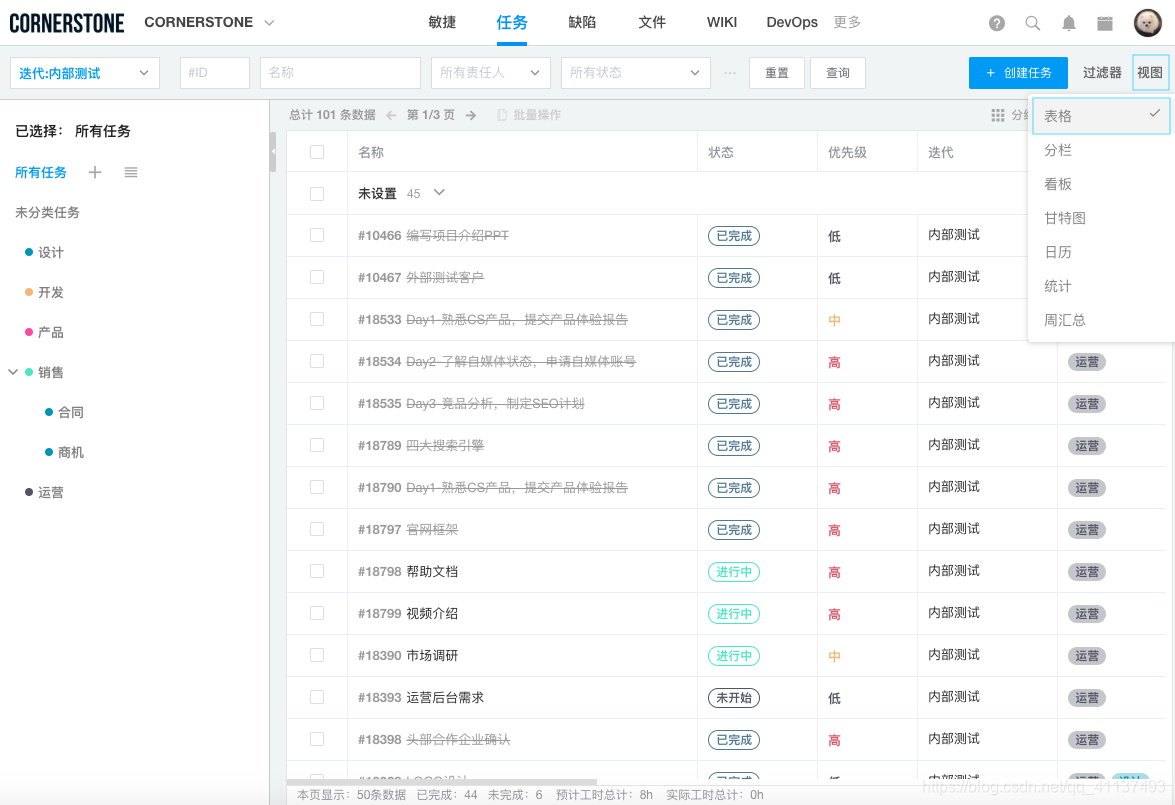 CORNERSTONE CORNERSTONE 敏捷 任务 缺陷 文件 WIKI DevOps 更多
迭代:内部测试 #ID 名称 所有责任人 所有状态 ··· 重置 查询 + 创建任务 过滤器 视图
已选择： 所有任务
所有任务
未分类任务
设计
开发
产品
销售
合同
商机
运营
总计 101 条数据 第 1/3 页 批量操作
表格
分栏
看板
甘特图
日历
统计
周汇总
名称 状态 优先级 迭代
未设置 45
#10466 编写项目介绍PPT 已完成 低 内部测试
#10467 外部测试客户 已完成 低 内部测试
#18533 Day1-熟悉CS产品，提交产品体验报告 已完成 中 内部测试
#18534 Day2-了解自媒体状态，申请自媒体账号 已完成 高 内部测试 运营
#18535 Day3-竞品分析，制定SEO计划 已完成 高 内部测试 运营
#18789 四大搜索引擎 已完成 高 内部测试 运营
#18790 Day1-熟悉CS产品，提交产品体验报告 已完成 高 内部测试 运营
#18797 官网框架 已完成 高 内部测试 运营
#18798 帮助文档 进行中 高 内部测试 运营
#18799 视频介绍 进行中 高 内部测试 运营
#18390 市场调研 进行中 中 内部测试 运营
#18393 运营后台需求 未开始 低 内部测试 运营
#18398 头部合作企业确认 已完成 高 内部测试 运营
本页显示：50条数据 已完成：44 未完成：6 预计工时总计：8h 实际工时总计：0h
https://blog.csdn.net/qq_41137493